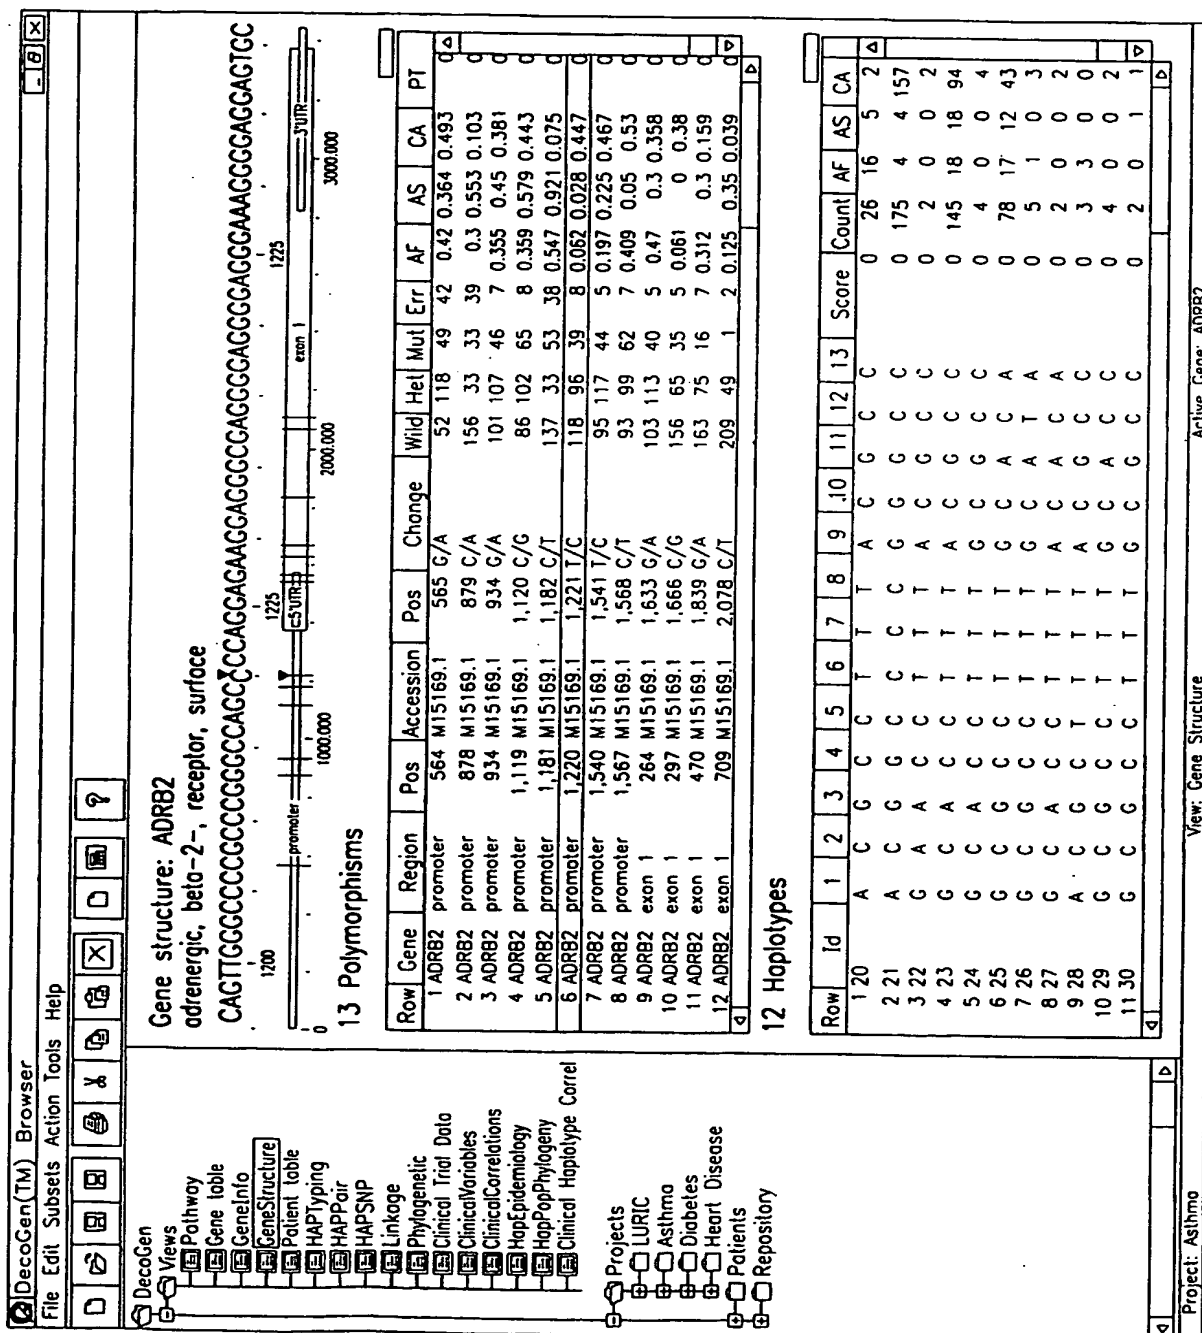 DecoGen(TM) Browser
File Edit Subsets Action Tools Help
?
DecoGen
Views
Pathway
Gene table
GeneInfo
GeneStructure
Patient table
HAPTyping
HAPPair
HAPSNP
Linkage
Phylogenetic
Clinical Trial Data
ClinicalVariables
ClinicalCorrelations
HapEpidemiology
HapPopPhylogeny
Clinical Haplotype Correl
Projects
LURIC
Asthma
Diabetes
Heart Disease
Patients
Repository
Gene structure: ADRB2
adrenergic, beta-2-, receptor, surface
1200 1225 1225
promoter 5'UTR exon 1 3'UTR
0 1000.000 2000.000 3000.000
13 Polymorphisms
Row Gene Region Pos Accession Pos Change Wild Het Mut Err AF AS CA PT
1 ADRB2 promoter 564 M15169.1 565 G/A 52 118 49 42 0.42 0.364 0.493 0
2 ADRB2 promoter 878 M15169.1 879 C/A 156 33 33 39 0.3 0.553 0.103 0
3 ADRB2 promoter 934 M15169.1 934 G/A 101 107 46 7 0.355 0.45 0.381 0
4 ADRB2 promoter 1,119 M15169.1 1,120 C/G 86 102 65 8 0.359 0.579 0.443 0
5 ADRB2 promoter 1,181 M15169.1 1,182 C/T 137 33 53 38 0.547 0.921 0.075 0
6 ADRB2 promoter 1,220 M15169.1 1,221 T/C 118 96 39 8 0.062 0.028 0.447 0
7 ADRB2 promoter 1,540 M15169.1 1,541 T/C 95 117 44 5 0.197 0.225 0.467 0
8 ADRB2 promoter 1,567 M15169.1 1,568 C/T 93 99 62 7 0.409 0.05 0.53 0
9 ADRB2 exon 1 264 M15169.1 1,633 G/A 103 113 40 5 0.47 0.3 0.358 0
10 ADRB2 exon 1 297 M15169.1 1,666 C/G 156 65 35 5 0.061 0 0.38 0
11 ADRB2 exon 1 470 M15169.1 1,839 G/A 163 75 16 7 0.312 0.3 0.159 0
12 ADRB2 exon 1 709 M15169.1 2,078 C/T 209 49 1 2 0.125 0.35 0.039 0
12 Haplotypes
Row Id 1 2 3 4 5 6 7 8 9 10 11 12 13 Score Count AF AS CA
1 20 A C G C C T T T A C G C C 0 26 16 5 2
2 21 A C G G C C C C G G G C C 0 175 4 4 157
3 22 G A A C C T T T A C G C C 0 2 0 0 2
4 23 G C A C C T T T A C G C C 0 145 18 18 94
5 24 G C A C C T T T G C G C C 0 4 0 0 4
6 25 G C G C C T T T G C A C A 0 78 17 12 43
7 26 G C G C C T T T G C A T A 0 5 1 0 3
8 27 G C A C C T T T A C A C A 0 2 0 0 2
9 28 A C G C T T T T A C G C C 0 3 3 0 0
10 29 G C G C C T T T G C A C C 0 4 0 0 2
11 30 G C G C C T T T G C G C C 0 2 0 1 1
Project: Asthma View: Gene Structure Active Gene: ADRB2